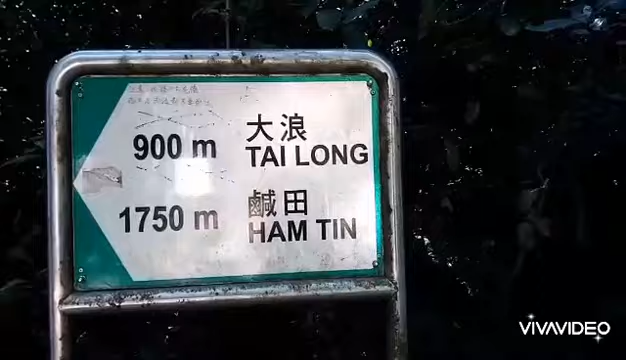 900 m 大浪
TAI LONG
1750 m 鹹田
HAM TIN
VIVAVIDEO